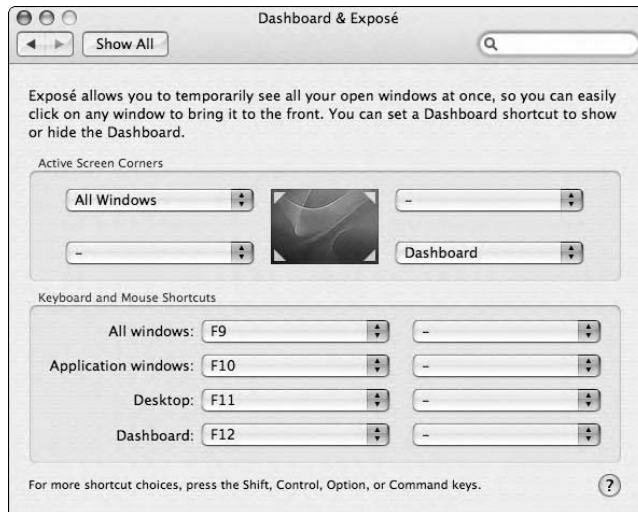 Dashboard & Exposé
Show All
Exposé allows you to temporarily see all your open windows at once, so you can easily
click on any window to bring it to the front. You can set a Dashboard shortcut to show
or hide the Dashboard.
Active Screen Corners
All Windows –
– Dashboard
Keyboard and Mouse Shortcuts
All windows: F9 –
Application windows: F10 –
Desktop: F11 –
Dashboard: F12 –
For more shortcut choices, press the Shift, Control, Option, or Command keys. ?